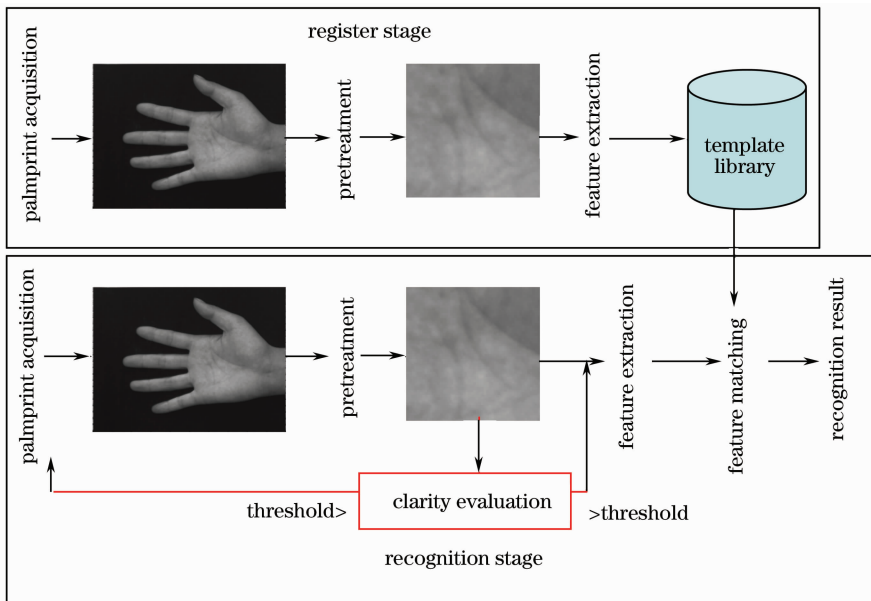 register stage
palmprint acquisition
pretreatment
feature extraction
template
library
palmprint acquisition
pretreatment
feature extraction
feature matching
recognition result
threshold>
clarity evaluation
>threshold
recognition stage